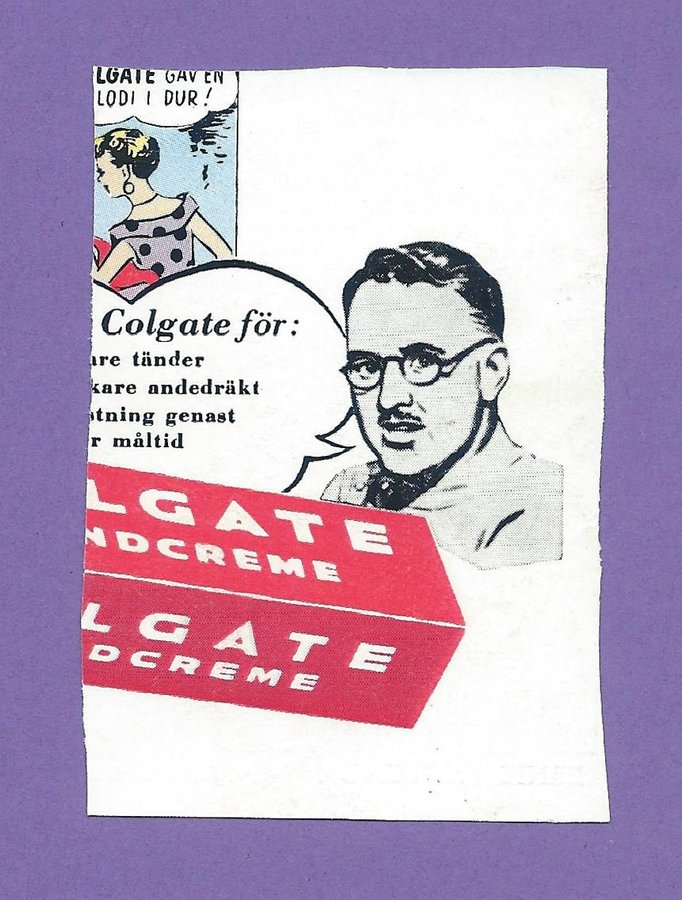 LGATE GAV EN
LODI I DUR!
Colgate för:
are tänder
kare andedräkt
stning genast
r måltid
LGATE
NDCREME
LGATE
DCREME